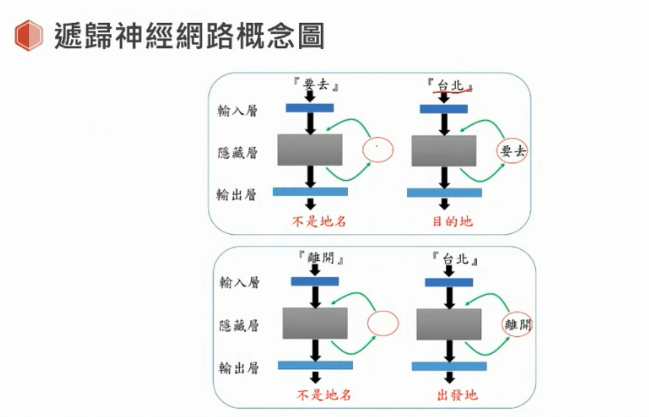 遞歸神經網路概念圖
『要去』 『台北』
輸入層
隱藏層 要去
輸出層
不是地名 目的地
『離開』 『台北』
輸入層
隱藏層 離開
輸出層
不是地名 出發地